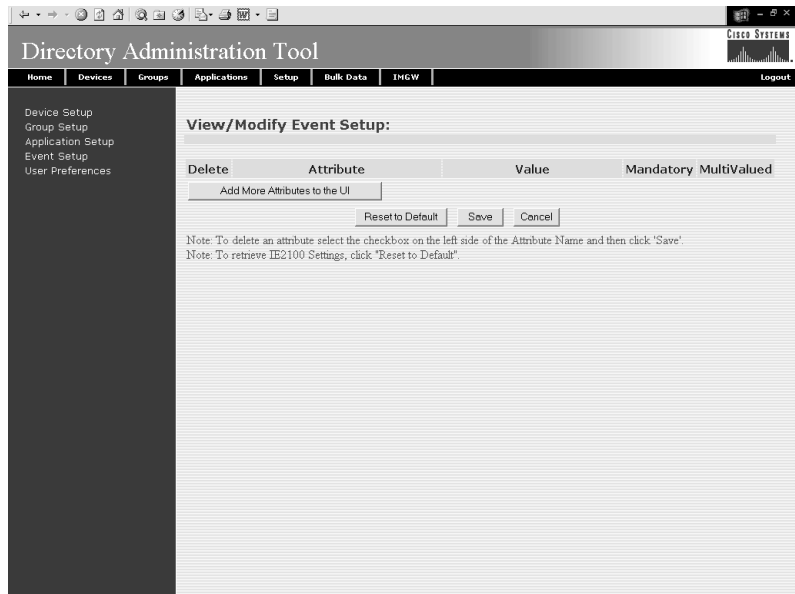 CISCO SYSTEMS
Directory Administration Tool
Home Devices Groups Applications Setup Bulk Data IMGW Logout
Device Setup
Group Setup
Application Setup
Event Setup
User Preferences
View/Modify Event Setup:
Delete Attribute Value Mandatory MultiValued
Add More Attributes to the UI
Reset to Default Save Cancel
Note: To delete an attribute select the checkbox on the left side of the Attribute Name and then click 'Save'.
Note: To retrieve IE2100 Settings, click "Reset to Default".